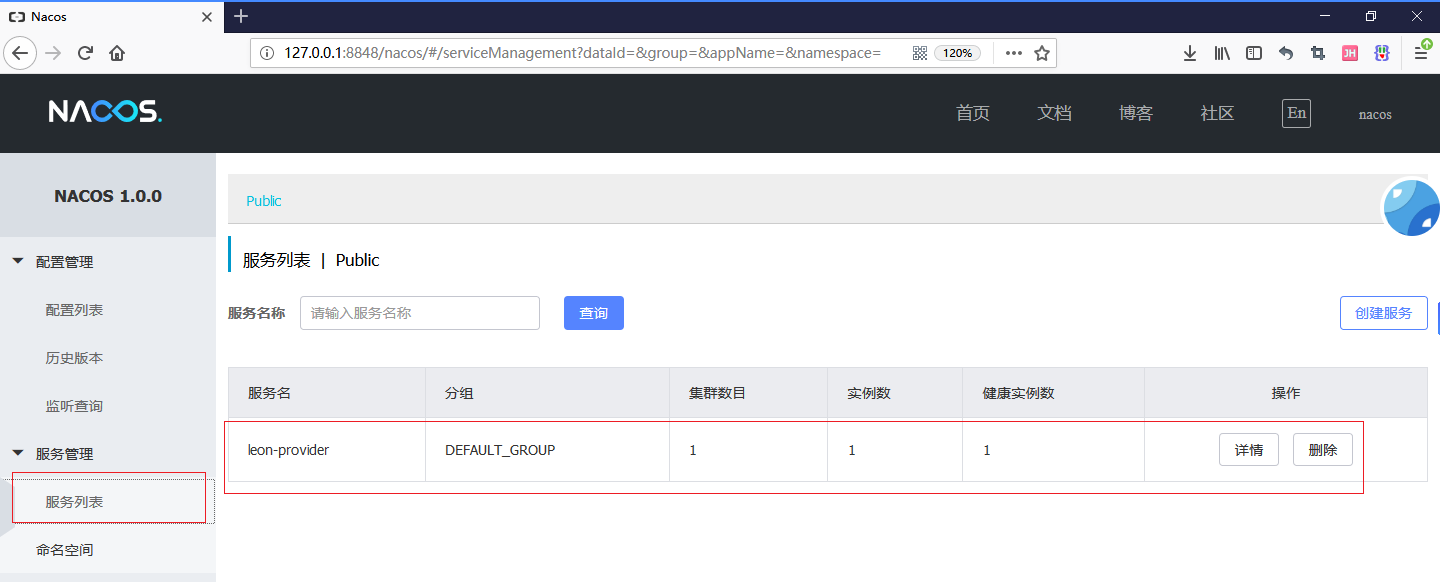 Nacos
127.0.0.1:8848/nacos/#/serviceManagement?dataId=&group=&appName=&namespace=
120%
JH
NACOS.
首页
文档
博客
社区
En
nacos
NACOS 1.0.0
配置管理
配置列表
历史版本
监听查询
服务管理
服务列表
命名空间
Public
服务列表 | Public
服务名称 请输入服务名称 查询 创建服务
服务名 分组 集群数目 实例数 健康实例数 操作
leon-provider DEFAULT_GROUP 1 1 1 详情 删除